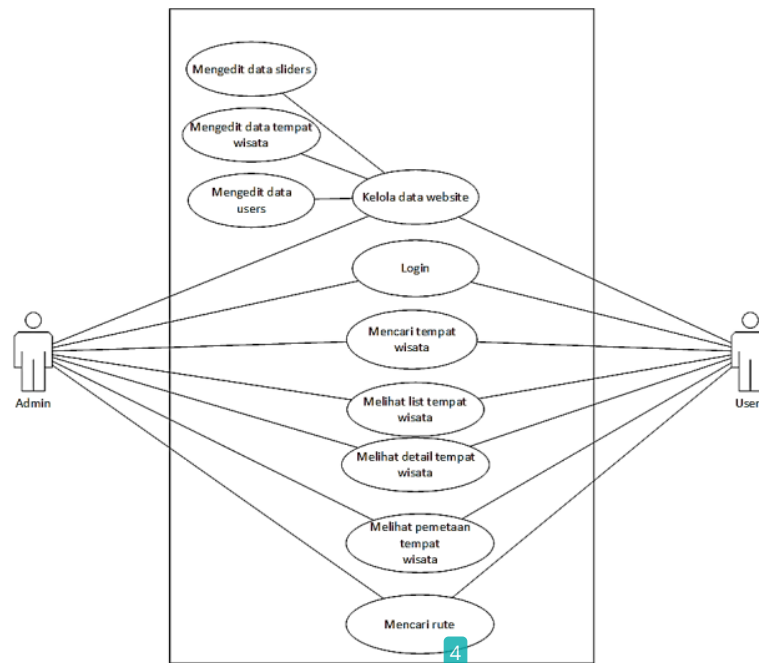 Mengedit data sliders
Mengedit data tempat
wisata
Mengedit data
users
Kelola data website
Login
Mencari tempat
wisata
Admin
User
Melihat list tempat
wisata
Melihat detail tempat
wisata
Melihat pemetaan
tempat
wisata
Mencari rute
4